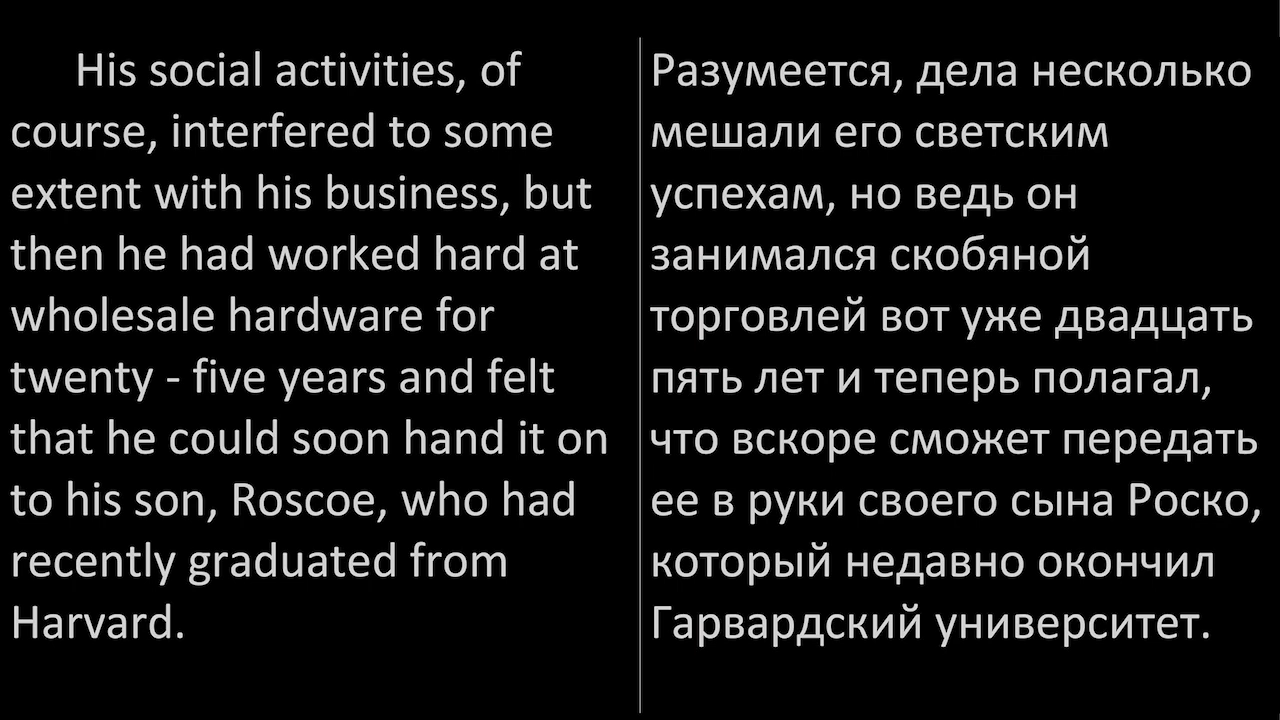 His social activities, of
course, interfered to some
extent with his business, but
then he had worked hard at
wholesale hardware for
twenty - five years and felt
that he could soon hand it on
to his son, Roscoe, who had
recently graduated from
Harvard.
Разумеется, дела несколько
мешали его светским
успехам, но ведь он
занимался скобяной
торговлей вот уже двадцать
пять лет и теперь полагал,
что вскоре сможет передать
ее в руки своего сына Роско,
который недавно окончил
Гарвардский университет.